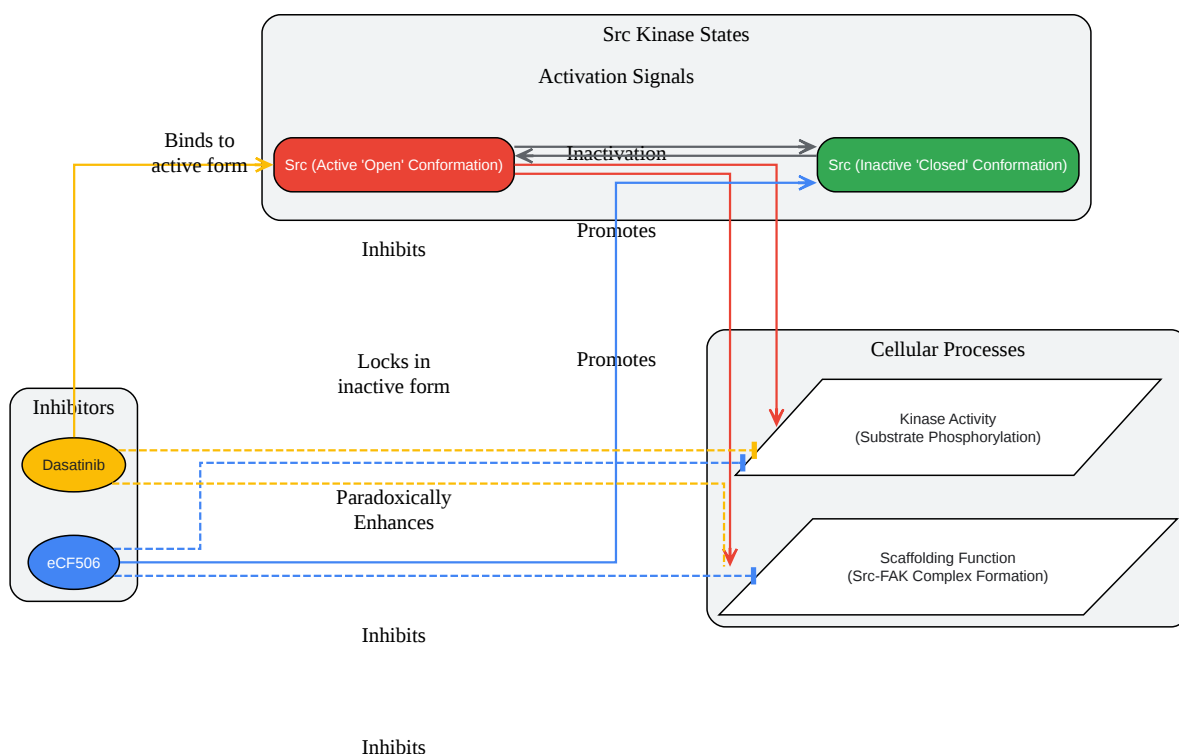 Src Kinase States
Activation Signals
Binds to
active form
Src (Active 'Open' Conformation)
Inactivation
Src (Inactive 'Closed' Conformation)
Promotes
Inhibits
Cellular Processes
Locks in
inactive form
Promotes
Inhibitors
Kinase Activity
(Substrate Phosphorylation)
Dasatinib
Paradoxically
Enhances
eCF506
Scaffolding Function
(Src-FAK Complex Formation)
Inhibits
Inhibits